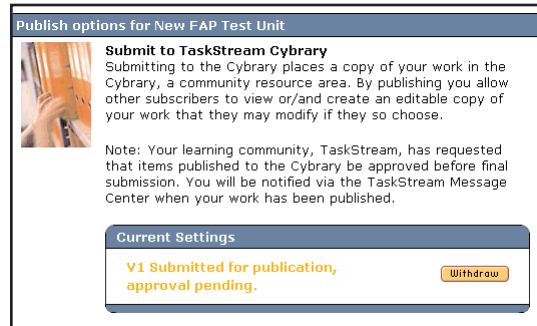 Publish options for New FAP Test Unit
Submit to TaskStream Cybrary
Submitting to the Cybrary places a copy of your work in the
Cybrary, a community resource area. By publishing you allow
other subscribers to view or/and create an editable copy of
your work that they may modify if they so choose.
Note: Your learning community, TaskStream, has requested
that items published to the Cybrary be approved before final
submission. You will be notified via the TaskStream Message
Center when your work has been published.
Current Settings
V1 Submitted for publication,
approval pending.
Withdraw